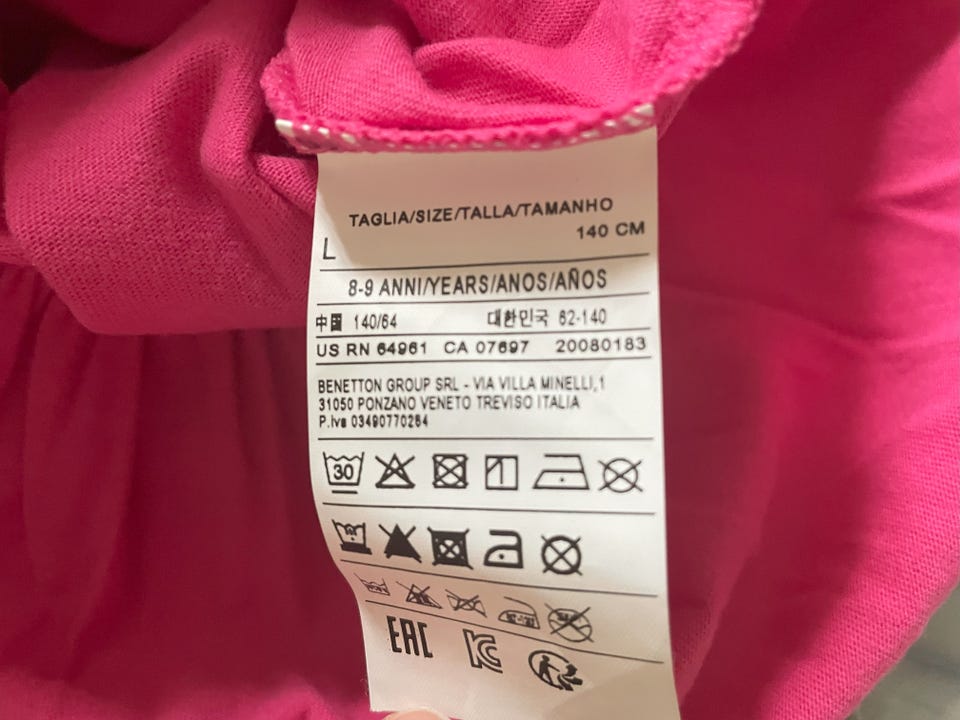 TAGLIA/SIZE/TALLA/TAMANHO
L 140 CM
8-9 ANNI/YEARS/ANOS/AÑOS
中国 140/64 대한민국 62-140
US RN 64961 CA 07697 20080183
BENETTON GROUP SRL - VIA VILLA MINELLI,1
31050 PONZANO VENETO TREVISO ITALIA
P.Iva 03490770264
30
EAC